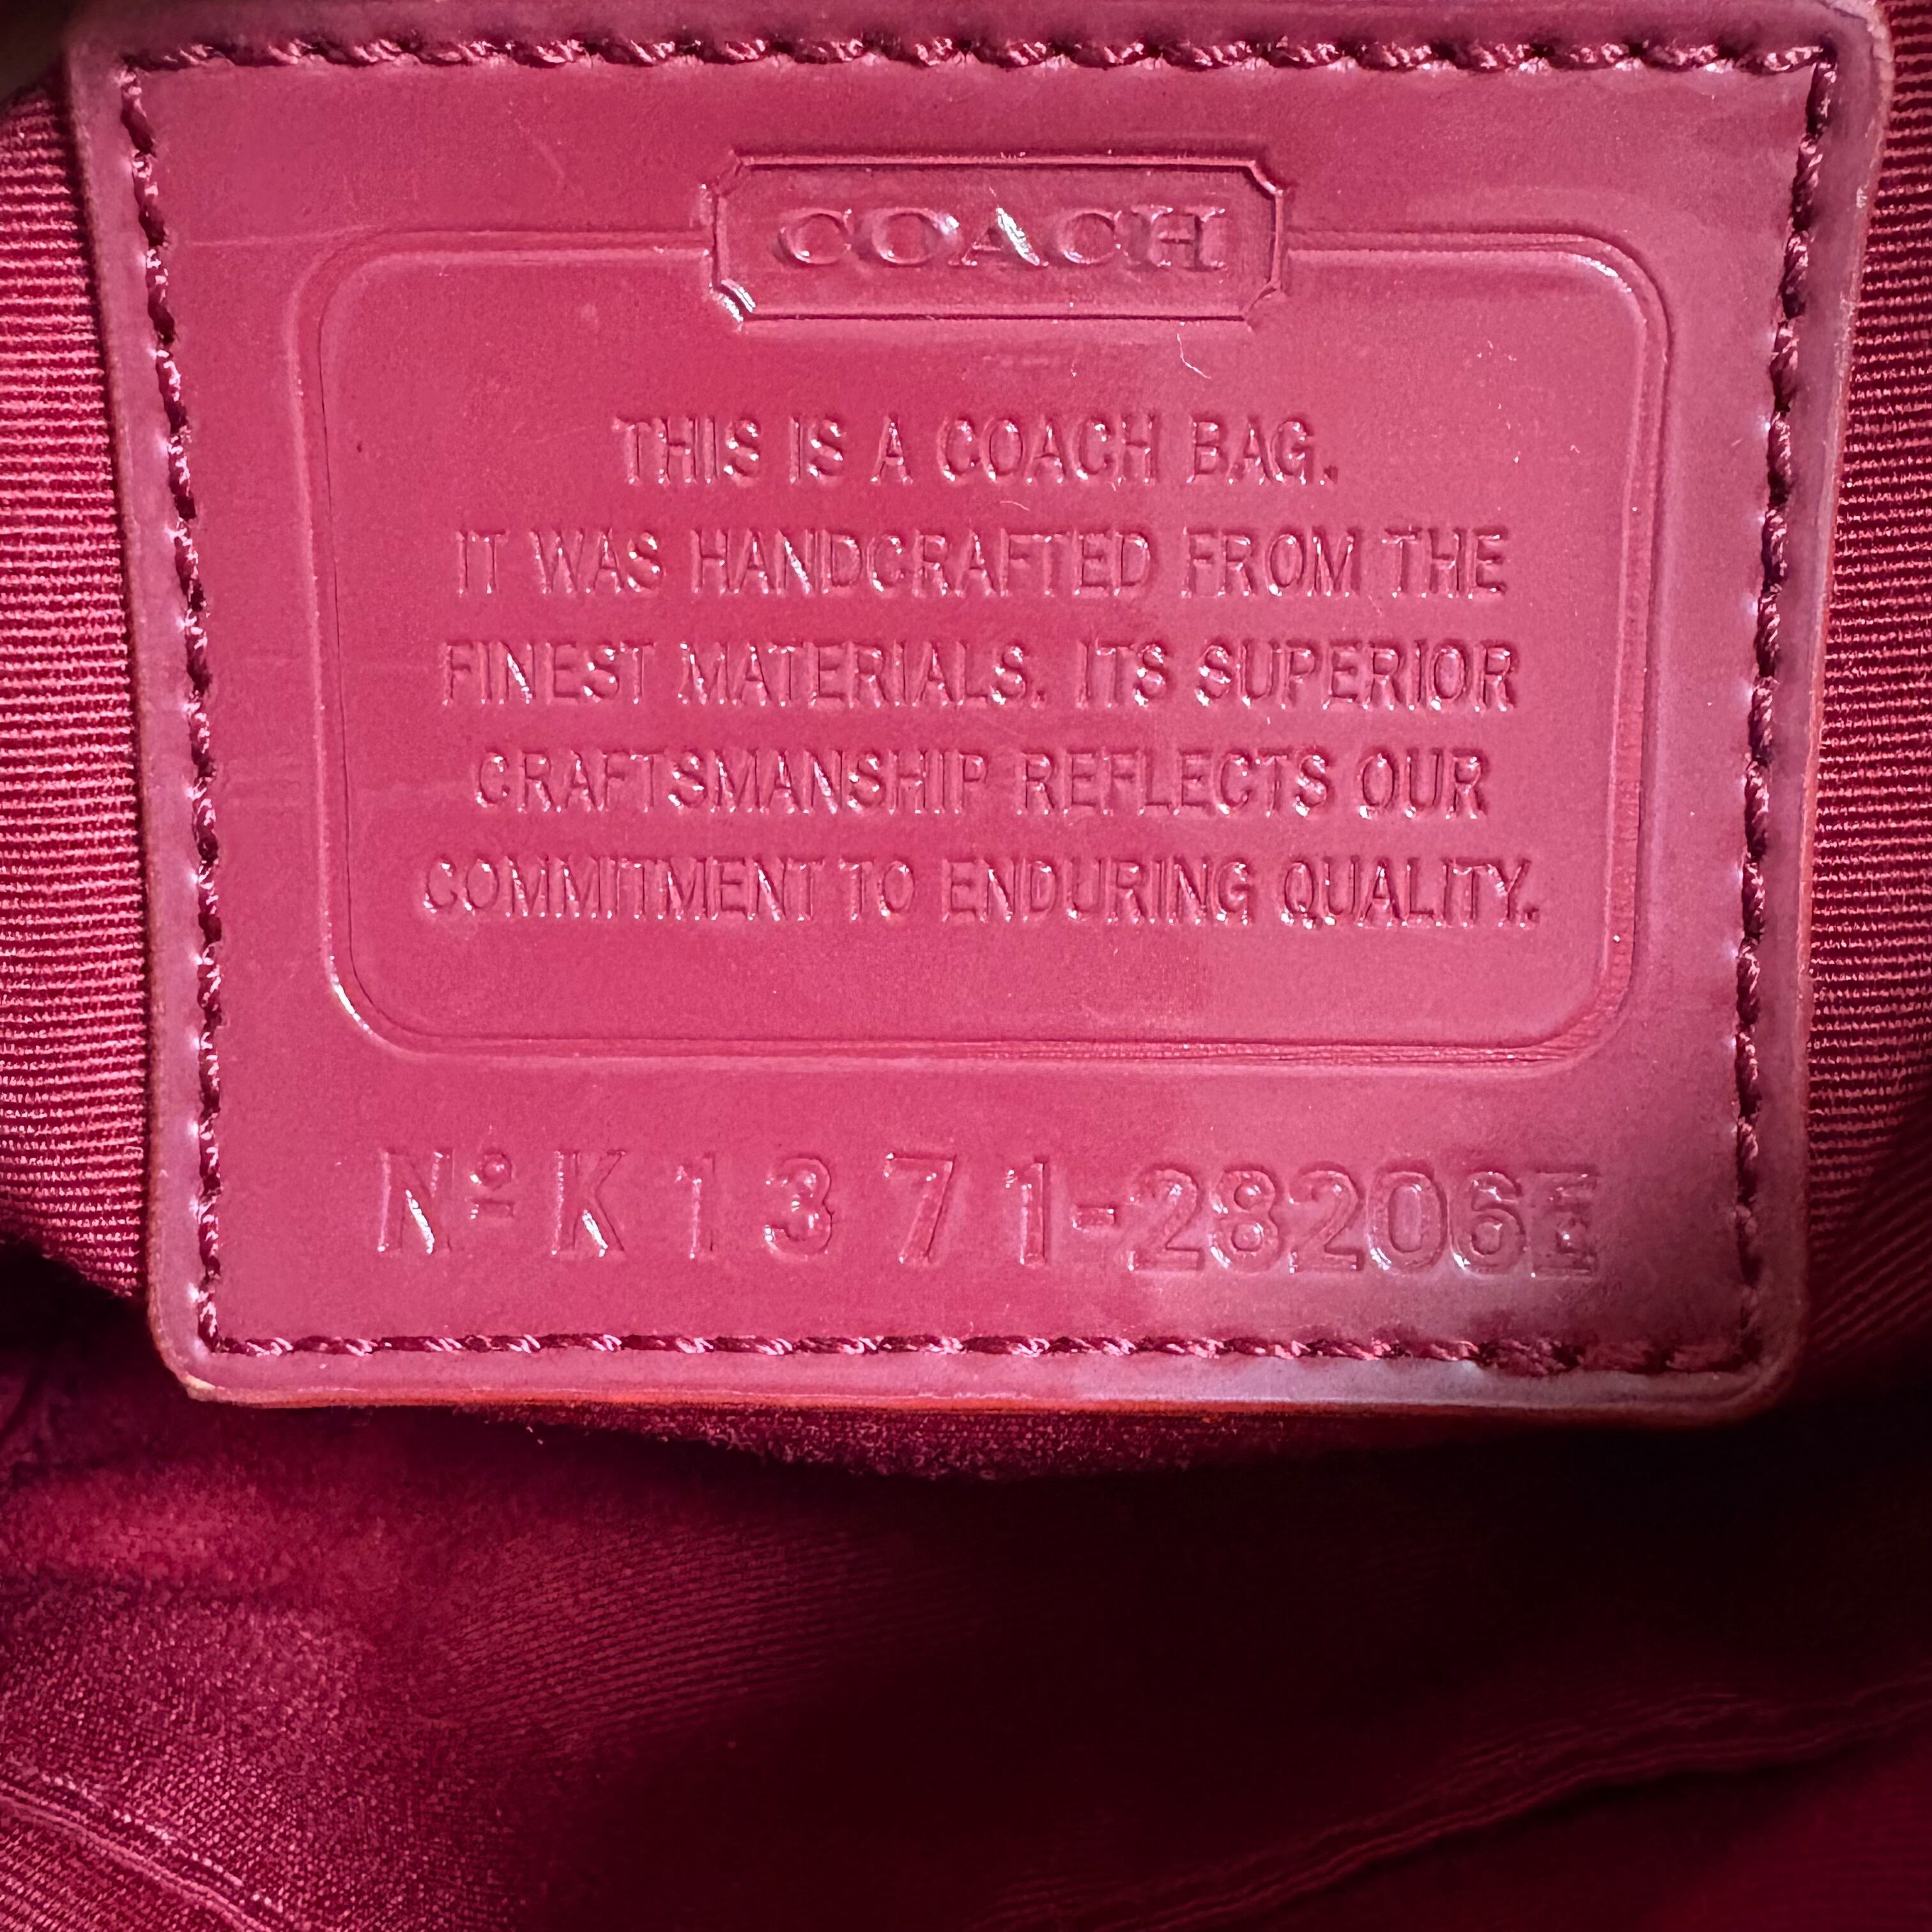 COACH
THIS IS A COACH BAG.
IT WAS HANDCRAFTED FROM THE
FINEST MATERIALS. ITS SUPERIOR
CRAFTSMANSHIP REFLECTS OUR
COMMITMENT TO ENDURING QUALITY.
Nº K1371-28206E